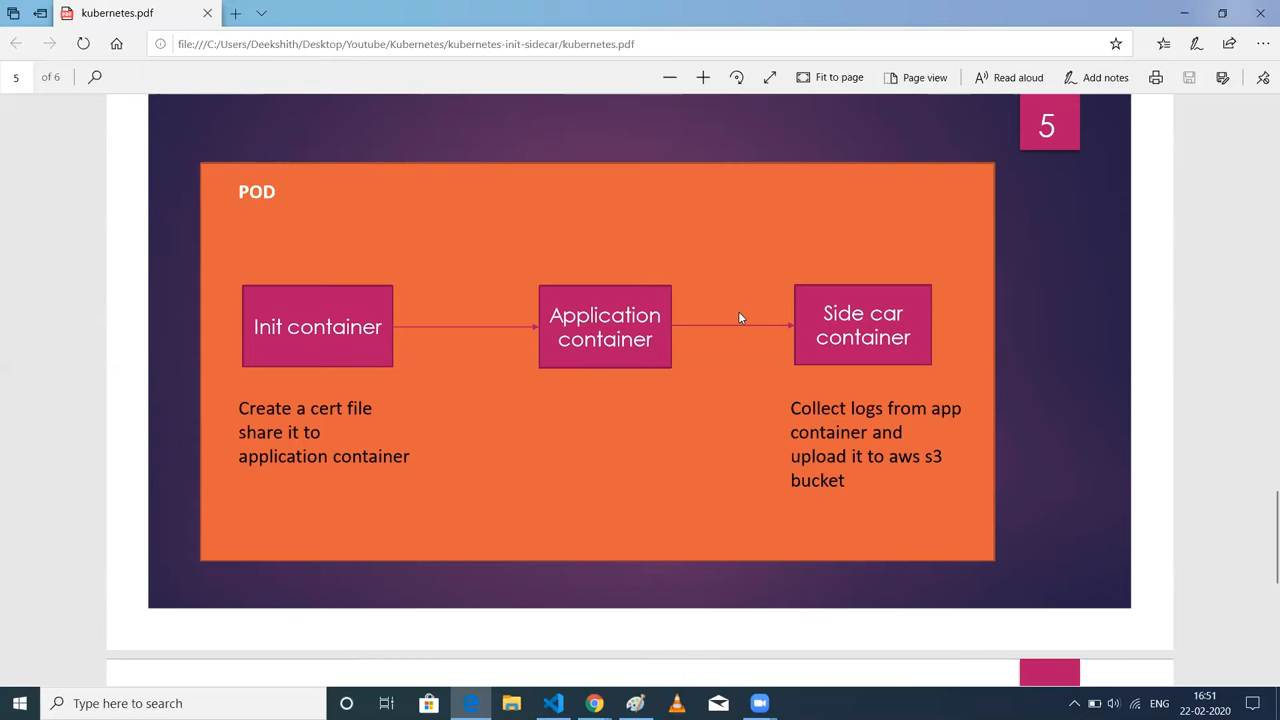 kubernetes.pdf
file:///C:/Users/Deekshith/Desktop/Youtube/Kubernetes/kubernetes-init-sidecar/kubernetes.pdf
5 of 6
Fit to page
Page view
Read aloud
Add notes
5
POD
Init container
Application
container
Side car
container
Create a cert file
share it to
application container
Collect logs from app
container and
upload it to aws s3
bucket
Type here to search
ENG
16:51
22-02-2020